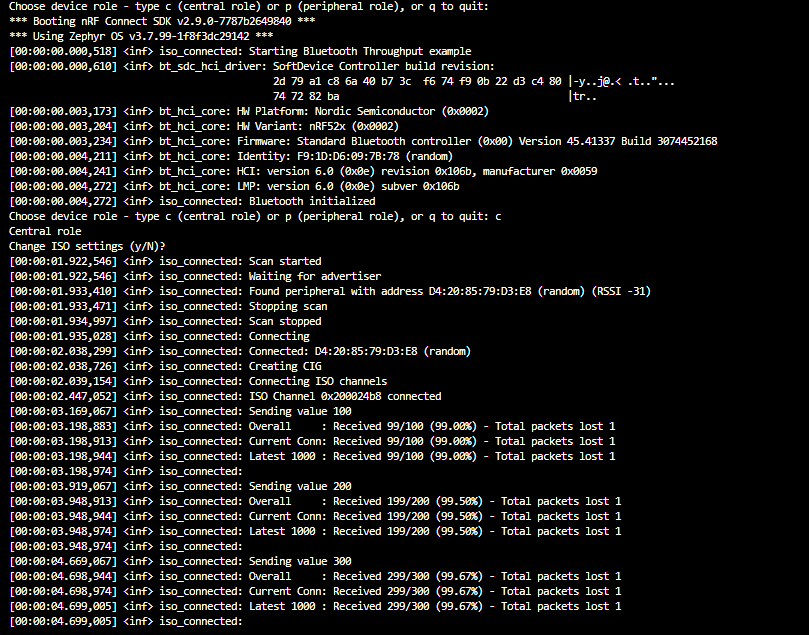 Choose device role - type c (central role) or p (peripheral role), or q to quit:
*** Booting nRF Connect SDK v2.9.0-7787b2649840 ***
*** Using Zephyr OS v3.7.99-1f8f3dc29142 ***
[00:00:00.000,518] <inf> iso_connected: Starting Bluetooth Throughput example
[00:00:00.000,610] <inf> bt_sdc_hci_driver: SoftDevice Controller build revision:
2d 79 a1 c8 6a 40 b7 3c  f6 74 f9 0b 22 d3 c4 80 |-y..j@.< .t.."...
74 72 82 ba                                      |tr..
[00:00:00.003,173] <inf> bt_hci_core: HW Platform: Nordic Semiconductor (0x0002)
[00:00:00.003,204] <inf> bt_hci_core: HW Variant: nRF52x (0x0002)
[00:00:00.003,234] <inf> bt_hci_core: Firmware: Standard Bluetooth controller (0x00) Version 45.41337 Build 3074452168
[00:00:00.004,211] <inf> bt_hci_core: Identity: F9:1D:D6:09:7B:78 (random)
[00:00:00.004,241] <inf> bt_hci_core: HCI: version 6.0 (0x0e) revision 0x106b, manufacturer 0x0059
[00:00:00.004,272] <inf> bt_hci_core: LMP: version 6.0 (0x0e) subver 0x106b
[00:00:00.004,272] <inf> iso_connected: Bluetooth initialized
Choose device role - type c (central role) or p (peripheral role), or q to quit: c
Central role
Change ISO settings (y/N)?
[00:00:01.922,546] <inf> iso_connected: Scan started
[00:00:01.922,546] <inf> iso_connected: Waiting for advertiser
[00:00:01.933,410] <inf> iso_connected: Found peripheral with address D4:20:85:79:D3:E8 (random) (RSSI -31)
[00:00:01.933,471] <inf> iso_connected: Stopping scan
[00:00:01.934,997] <inf> iso_connected: Scan stopped
[00:00:01.935,028] <inf> iso_connected: Connecting
[00:00:02.038,299] <inf> iso_connected: Connected: D4:20:85:79:D3:E8 (random)
[00:00:02.038,726] <inf> iso_connected: Creating CIG
[00:00:02.039,154] <inf> iso_connected: Connecting ISO channels
[00:00:02.447,052] <inf> iso_connected: ISO Channel 0x200024b8 connected
[00:00:03.169,067] <inf> iso_connected: Sending value 100
[00:00:03.198,883] <inf> iso_connected: Overall     : Received 99/100 (99.00%) - Total packets lost 1
[00:00:03.198,913] <inf> iso_connected: Current Conn: Received 99/100 (99.00%) - Total packets lost 1
[00:00:03.198,944] <inf> iso_connected: Latest 1000 : Received 99/100 (99.00%) - Total packets lost 1
[00:00:03.198,974] <inf> iso_connected:
[00:00:03.919,067] <inf> iso_connected: Sending value 200
[00:00:03.948,913] <inf> iso_connected: Overall     : Received 199/200 (99.50%) - Total packets lost 1
[00:00:03.948,944] <inf> iso_connected: Current Conn: Received 199/200 (99.50%) - Total packets lost 1
[00:00:03.948,974] <inf> iso_connected: Latest 1000 : Received 199/200 (99.50%) - Total packets lost 1
[00:00:03.948,974] <inf> iso_connected:
[00:00:04.669,067] <inf> iso_connected: Sending value 300
[00:00:04.698,944] <inf> iso_connected: Overall     : Received 299/300 (99.67%) - Total packets lost 1
[00:00:04.698,974] <inf> iso_connected: Current Conn: Received 299/300 (99.67%) - Total packets lost 1
[00:00:04.699,005] <inf> iso_connected: Latest 1000 : Received 299/300 (99.67%) - Total packets lost 1
[00:00:04.699,005] <inf> iso_connected: